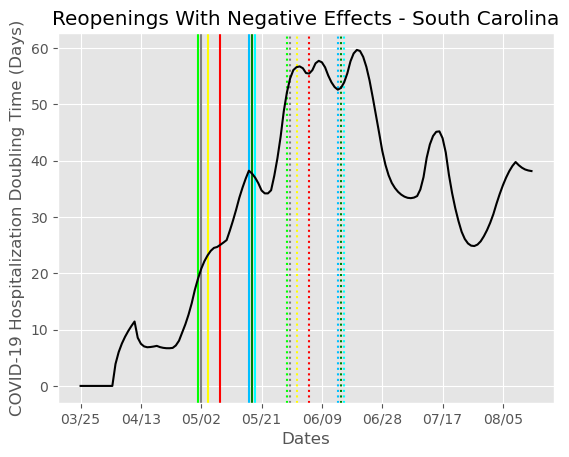 Reopenings With Negative Effects - South Carolina
COVID-19 Hospitalization Doubling Time (Days)
60
50
40
30
20
10
0
03/25 04/13 05/02 05/21 06/09 06/28 07/17 08/05
Dates